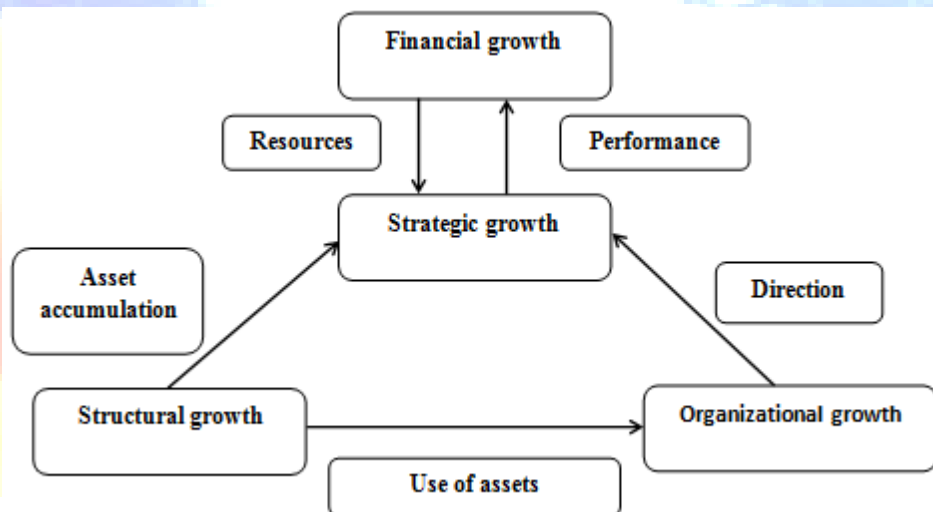 Financial growth
Resources
Performance
Strategic growth
Asset
accumulation
Direction
Structural growth
Organizational growth
Use of assets